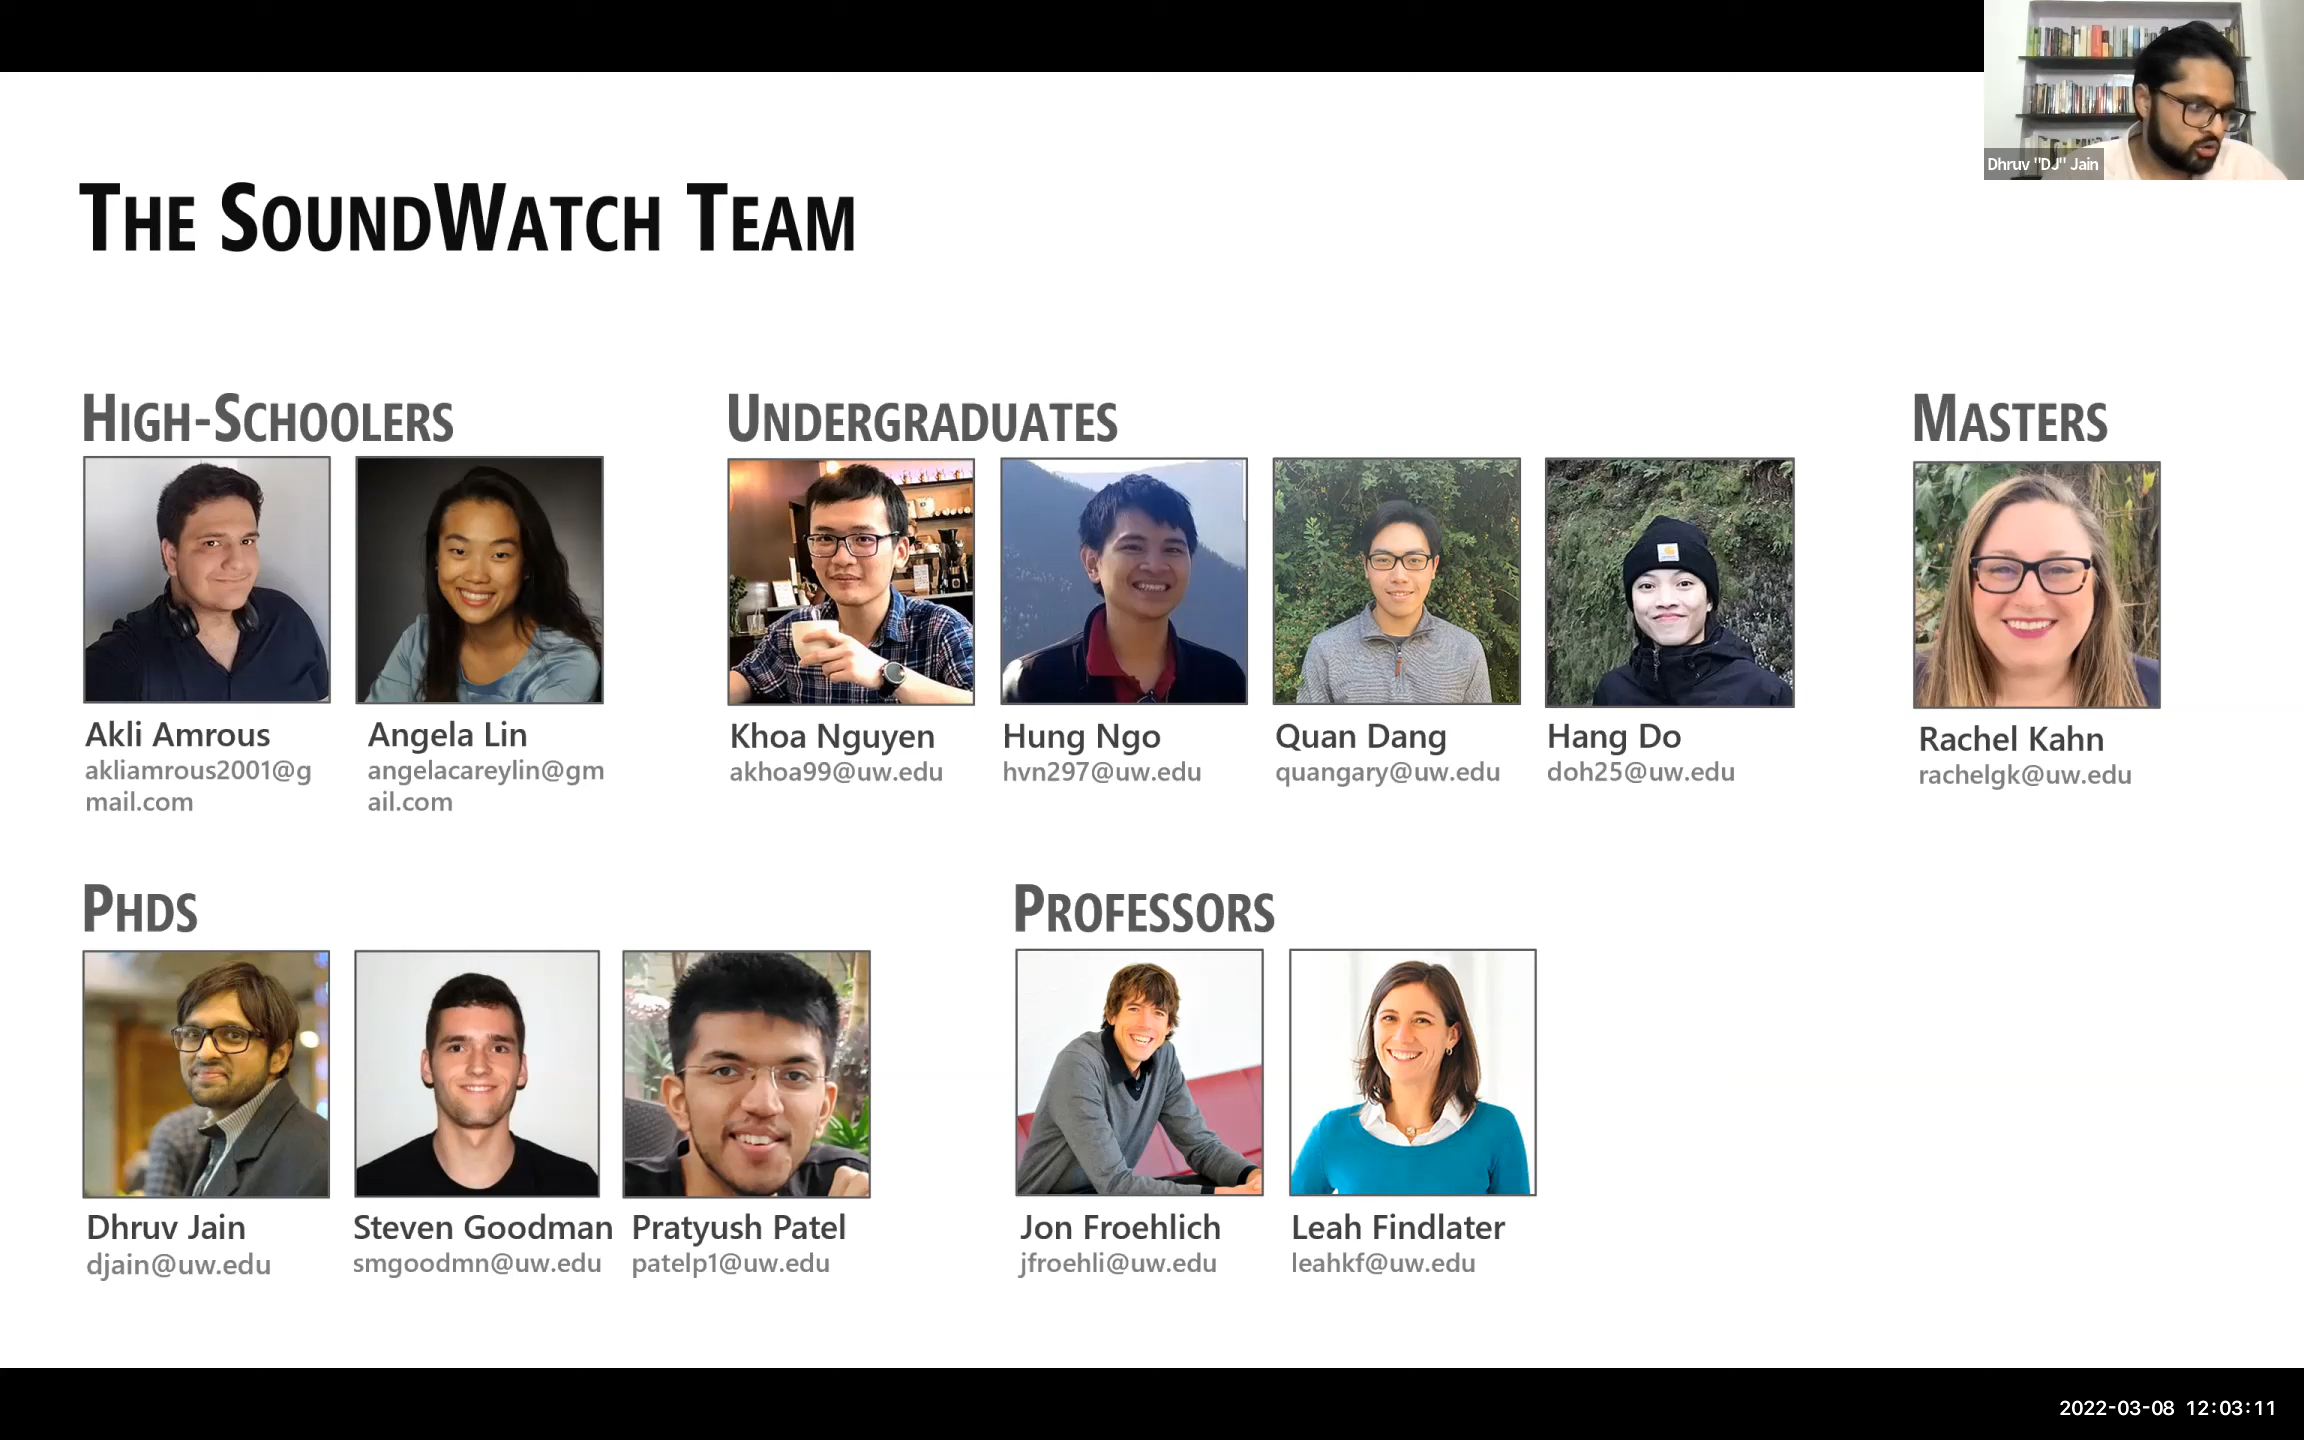 Dhruv "DJ" Jain
THE SOUNDWATCH TEAM
HIGH-SCHOOLERS
Akli Amrous
akliamrous2001@g
mail.com
Angela Lin
angelacareylin@gm
ail.com
UNDERGRADUATES
Khoa Nguyen
akhoa99@uw.edu
Hung Ngo
hvn297@uw.edu
Quan Dang
quangary@uw.edu
Hang Do
doh25@uw.edu
MASTERS
Rachel Kahn
rachelgk@uw.edu
PHDS
Dhruv Jain
djain@uw.edu
Steven Goodman
smgoodmn@uw.edu
Pratyush Patel
patelp1@uw.edu
PROFESSORS
Jon Froehlich
jfroehli@uw.edu
Leah Findlater
leahkf@uw.edu
2022-03-08 12:03:11